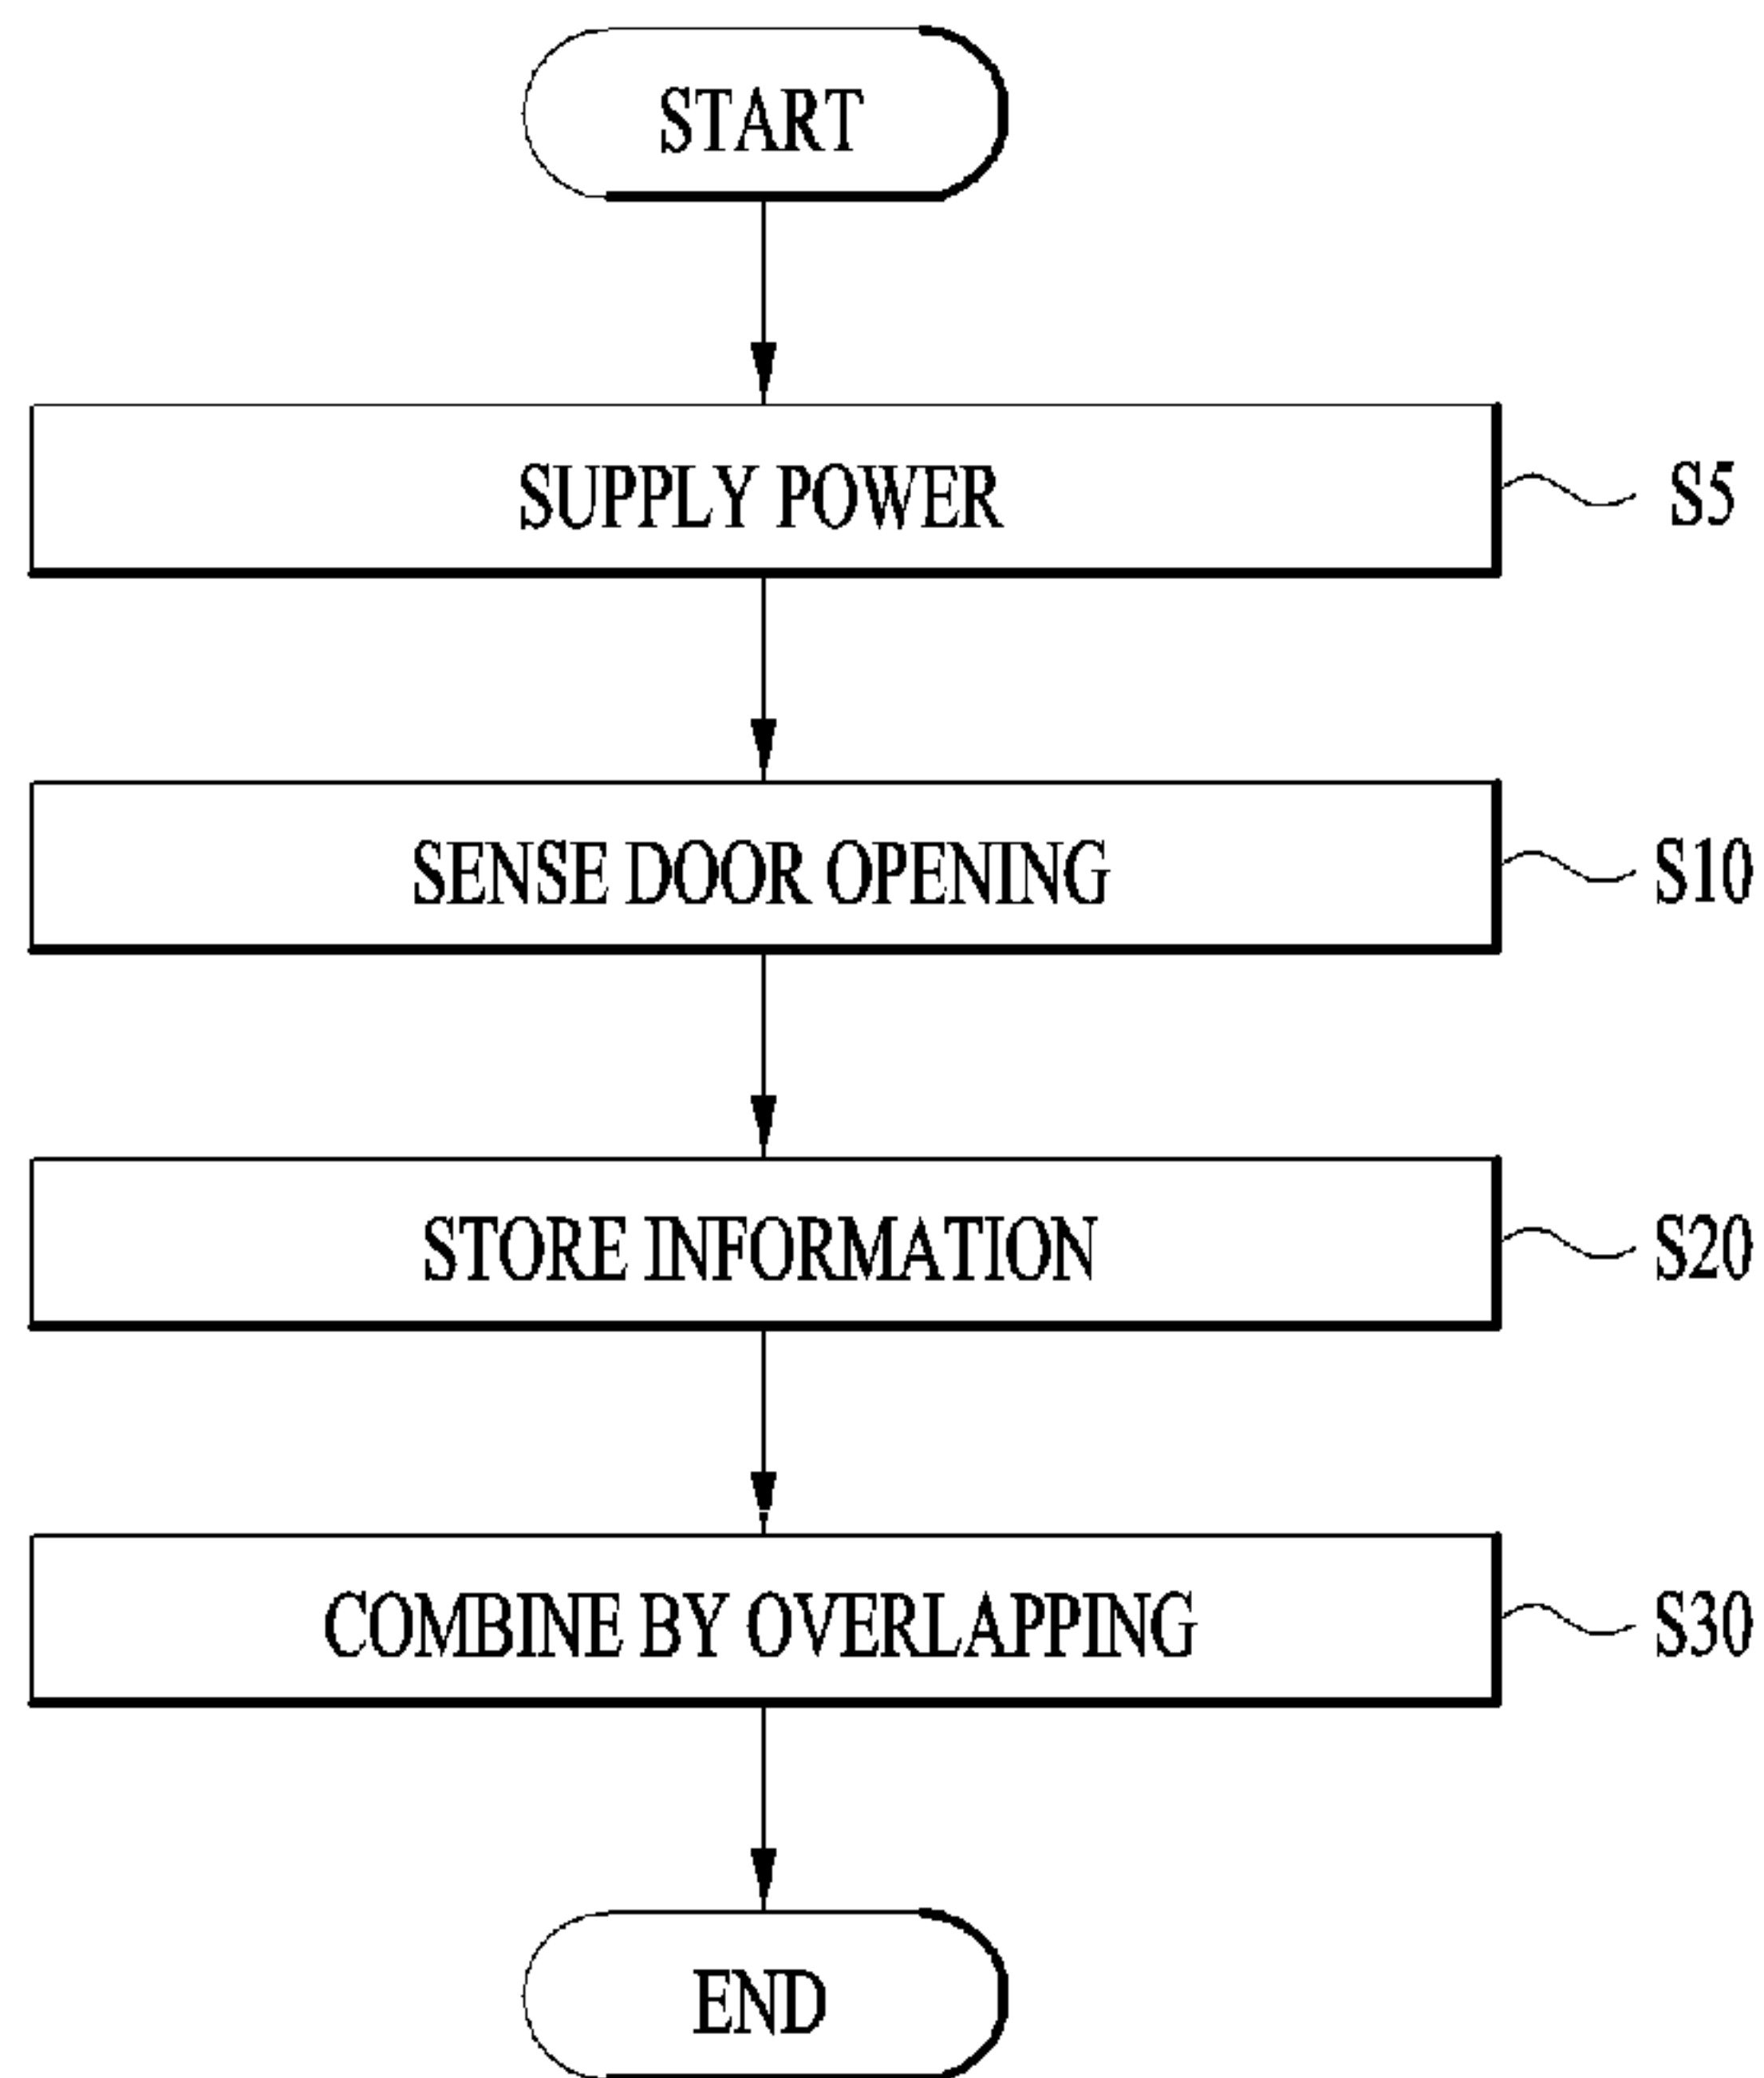 START
SUPPLY POWER
S5
SENSE DOOR OPENING
S10
STORE INFORMATION
S20
COMBINE BY OVERLAPPING
S30
END